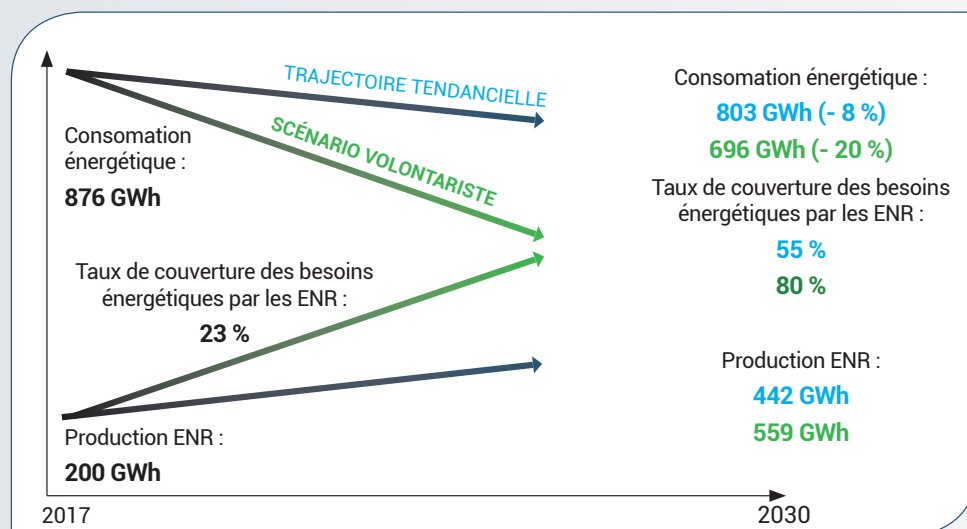 TRAJECTOIRE TENDANCIELLE
SCÉNARIO VOLONTARISTE
Consomation
énergétique :
876 GWh
Taux de couverture des besoins
énergétiques par les ENR :
23 %
Production ENR :
200 GWh
2017
2030
Consomation énergétique :
803 GWh (- 8 %)
696 GWh (- 20 %)
Taux de couverture des besoins
énergétiques par les ENR :
55 %
80 %
Production ENR :
442 GWh
559 GWh